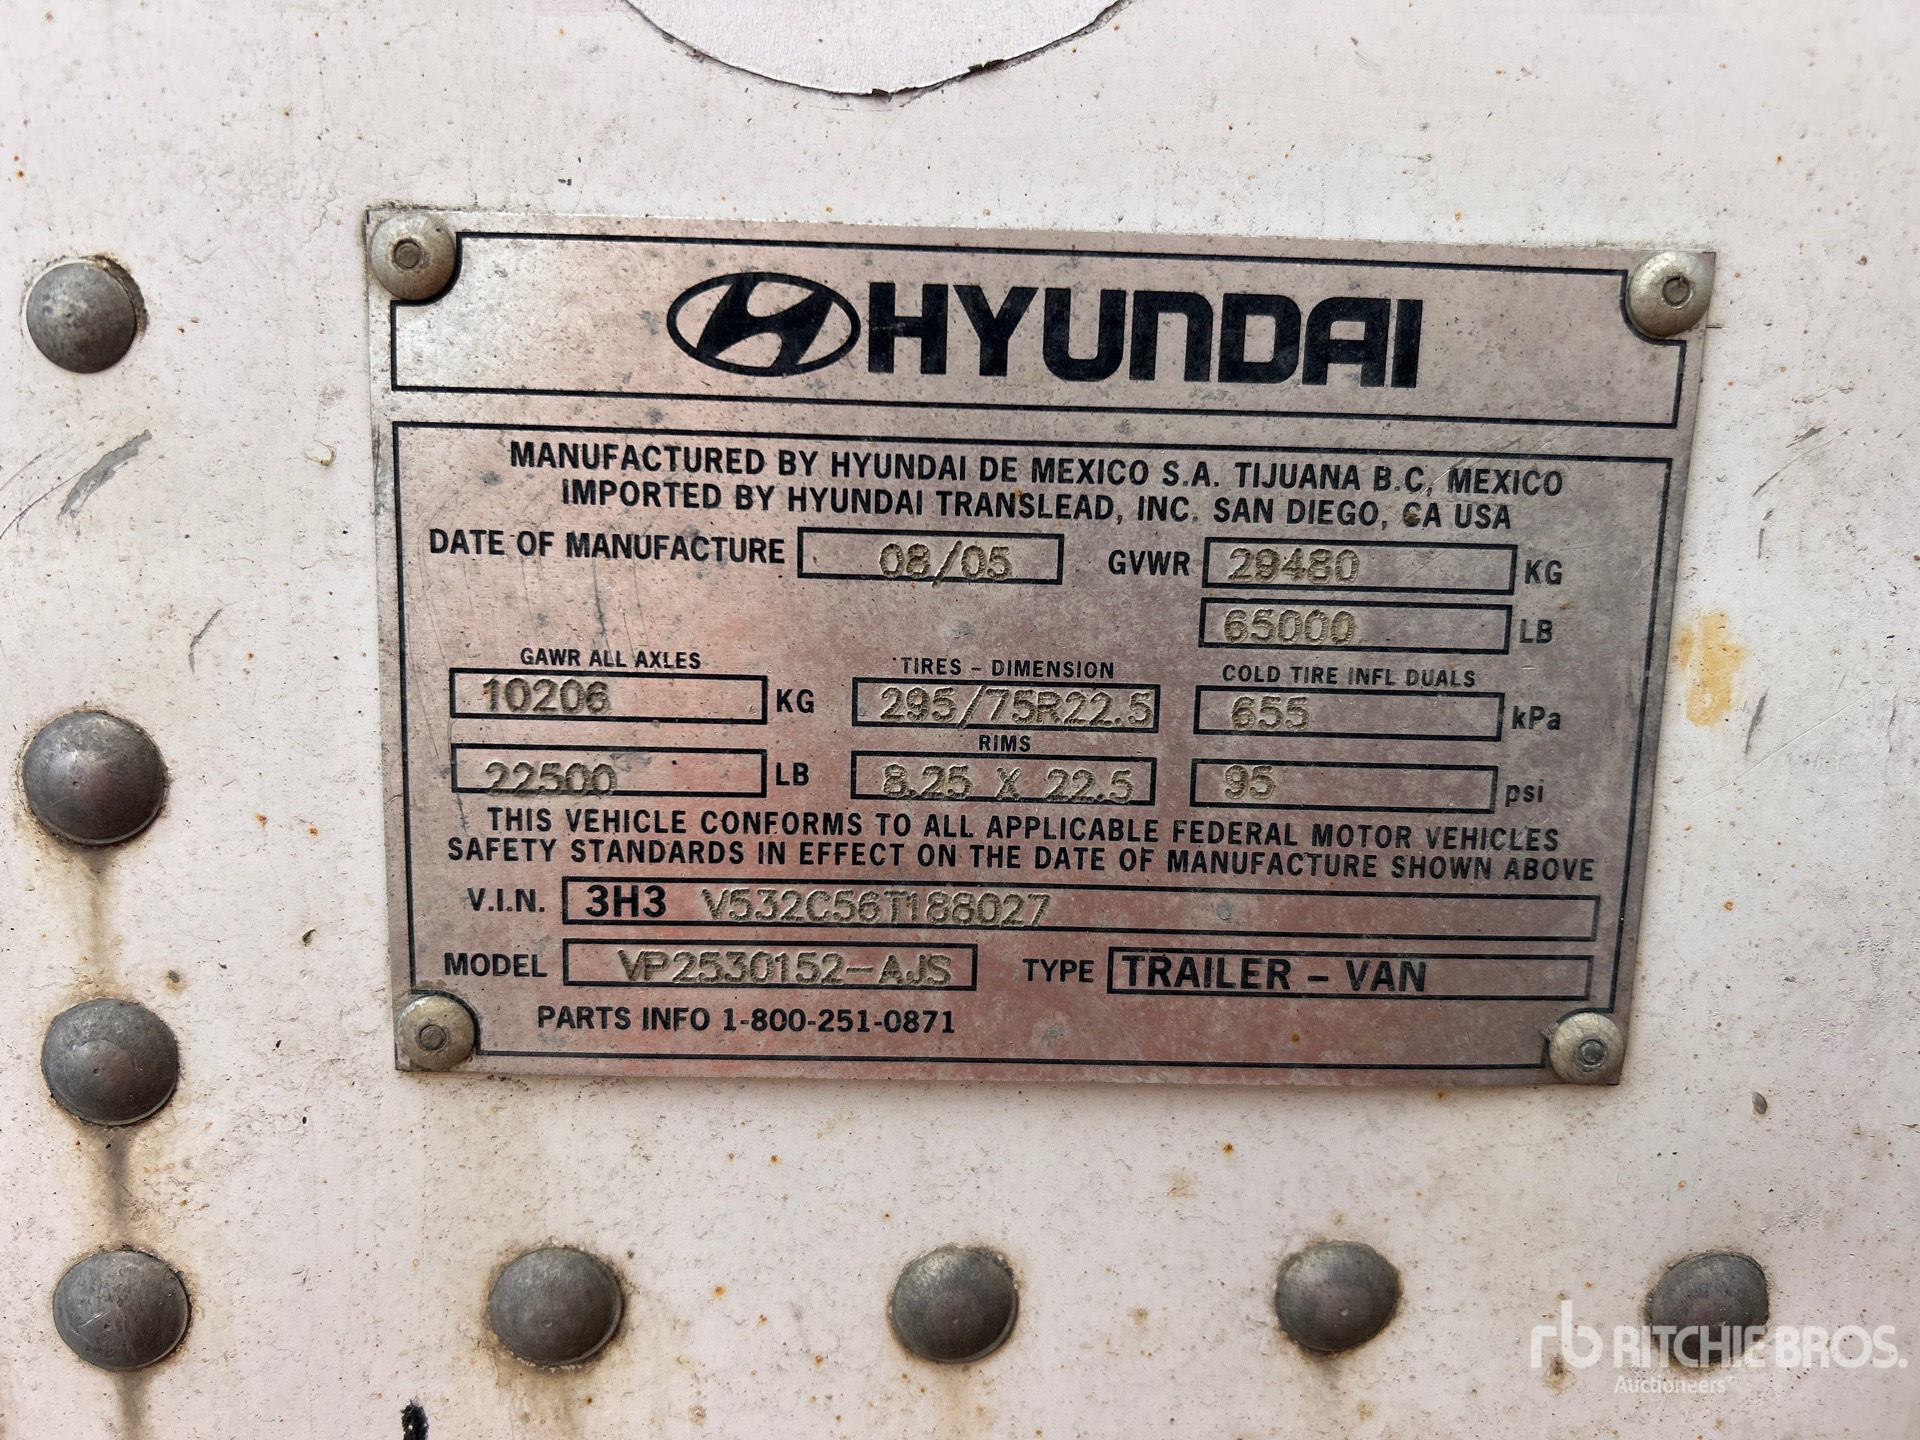 HYUNDAI
MANUFACTURED BY HYUNDAI DE MEXICO S.A. TIJUANA B.C, MEXICO
IMPORTED BY HYUNDAI TRANSLEAD, INC. SAN DIEGO, CA USA
DATE OF MANUFACTURE 08/05 GVWR 29480 KG
65000 LB
GAWR ALL AXLES TIRES - DIMENSION COLD TIRE INFL DUALS
10206 KG 295/75R22.5 655 kPa
RIMS
22500 LB 8.25 X 22.5 95 psi
THIS VEHICLE CONFORMS TO ALL APPLICABLE FEDERAL MOTOR VEHICLES
SAFETY STANDARDS IN EFFECT ON THE DATE OF MANUFACTURE SHOWN ABOVE
V.I.N. 3H3 V532C56T188027
MODEL VP2530152-AJS TYPE TRAILER - VAN
PARTS INFO 1-800-251-0871
rb RITCHIE BROS.
Auctioneers